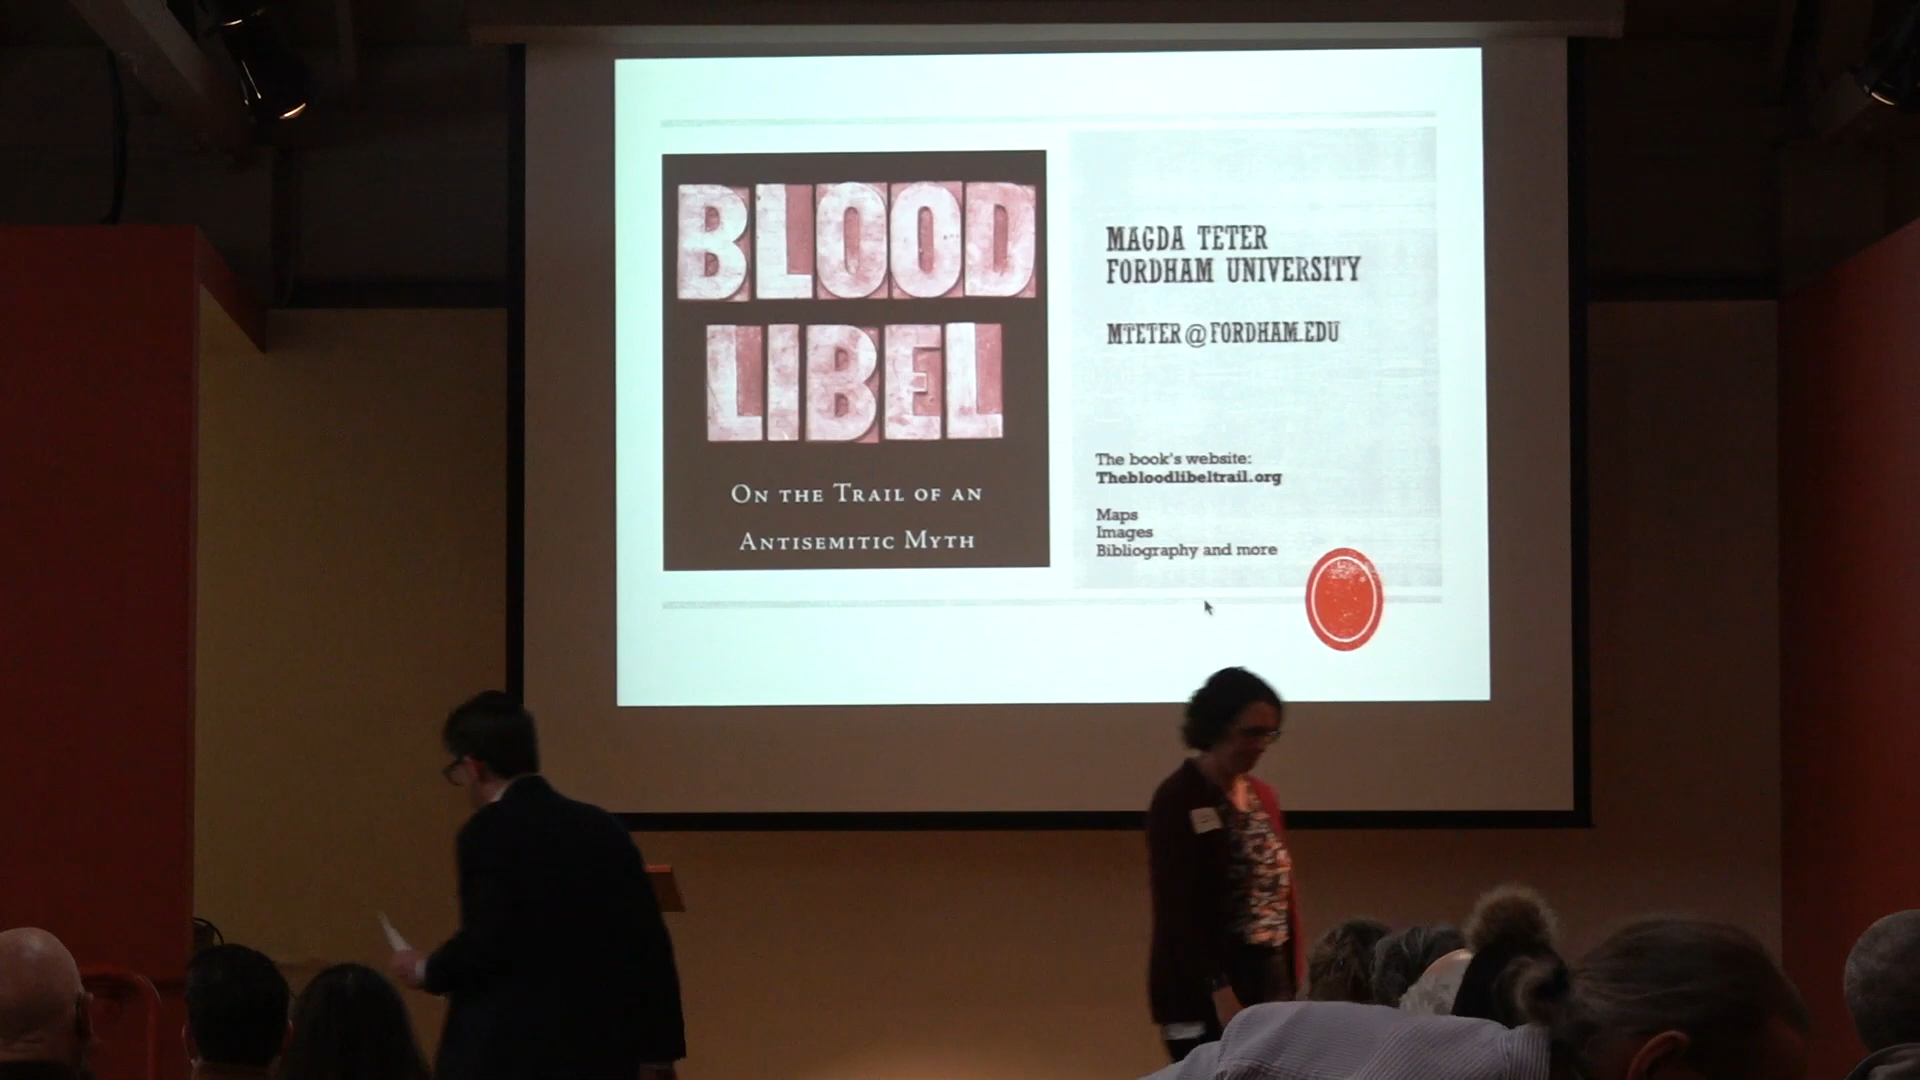 BLOOD
LIBEL
ON THE TRAIL OF AN
ANTISEMITIC MYTH
MAGDA TETER
FORDHAM UNIVERSITY
MTETER@FORDHAM.EDU
The book's website:
Thebloodlibeltrail.org
Maps
Images
Bibliography and more